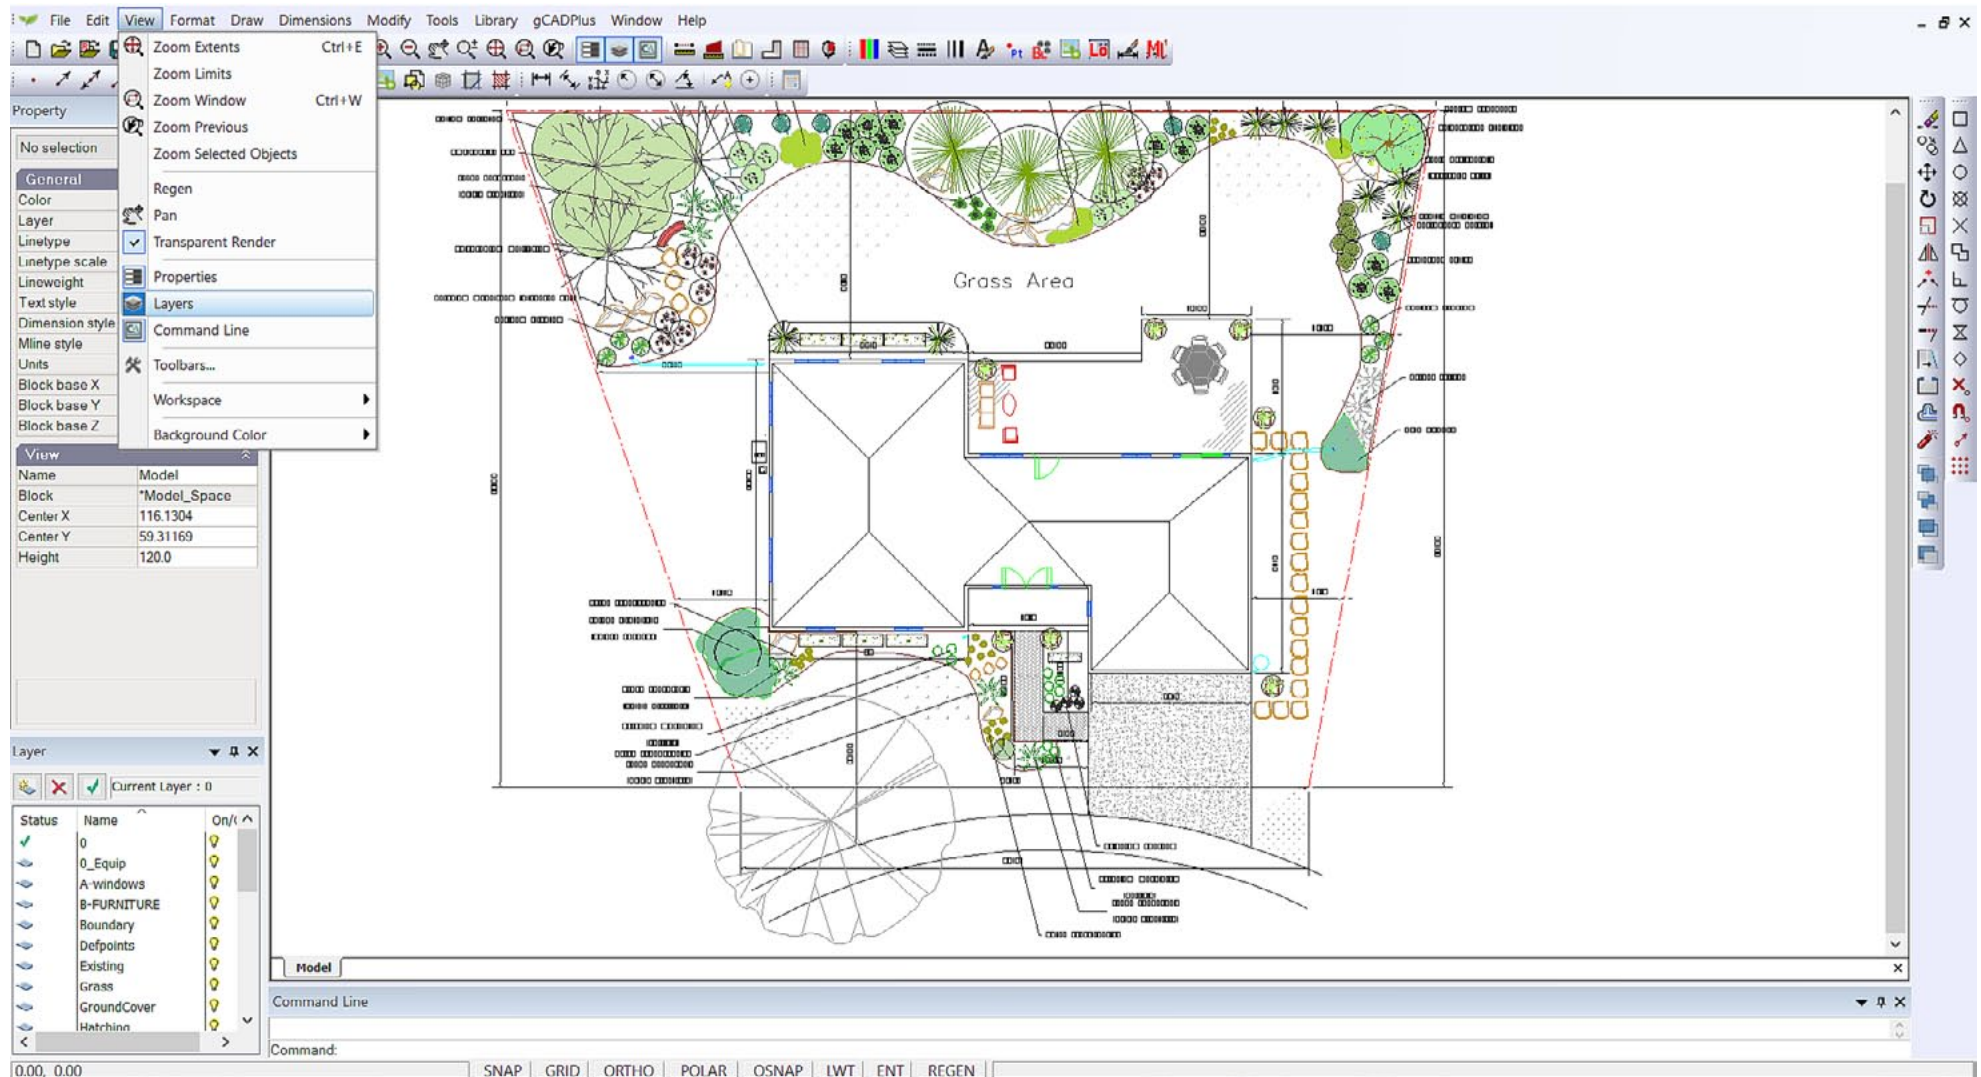 File Edit View Format Draw Dimensions Modify Tools Library gCADPlus Window Help
Zoom Extents Ctrl+E
Zoom Limits
Zoom Window Ctrl+W
Zoom Previous
Zoom Selected Objects
Regen
Pan
Transparent Render
Properties
Layers
Command Line
Toolbars...
Workspace
Background Color
Property
No selection
General
Color
Layer
Linetype
Linetype scale
Lineweight
Text style
Dimension style
Mline style
Units
Block base X
Block base Y
Block base Z
View
Name Model
Block *Model_Space
Center X 116.1304
Center Y 59.31169
Height 120.0
Layer
Current Layer : 0
Status Name
0
0_Equip
A-windows
B-FURNITURE
Boundary
Defpoints
Existing
Grass
GroundCover
Hatching
Grass Area
Model
Command Line
Command:
0.00, 0.00 SNAP GRID ORTHO POLAR OSNAP LWT ENT REGEN